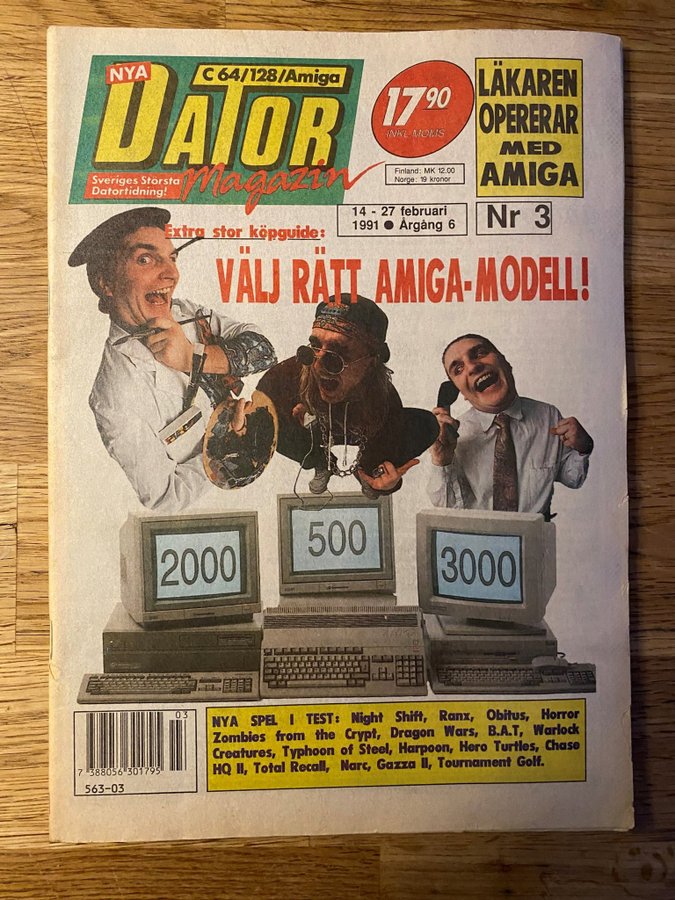 NYA
C 64/128/Amiga
DATOR
Magazin
Sveriges Största
Datortidning!
17 90
INKL MOMS
Finland: MK 12.00
Norge: 19 kronor
LÄKAREN
OPERERAR
MED
AMIGA
14 - 27 februari
1991 ● Årgång 6
Nr 3
Extra stor köpguide:
VÄLJ RÄTT AMIGA-MODELL!
2000
500
3000
NYA SPEL I TEST: Night Shift, Ranx, Obitus, Horror
Zombies from the Crypt, Dragon Wars, B.A.T, Warlock
Creatures, Typhoon of Steel, Harpoon, Hero Turtles, Chase
HQ II, Total Recall, Narc, Gazza II, Tournament Golf.
03
7 388056 301795
563-03